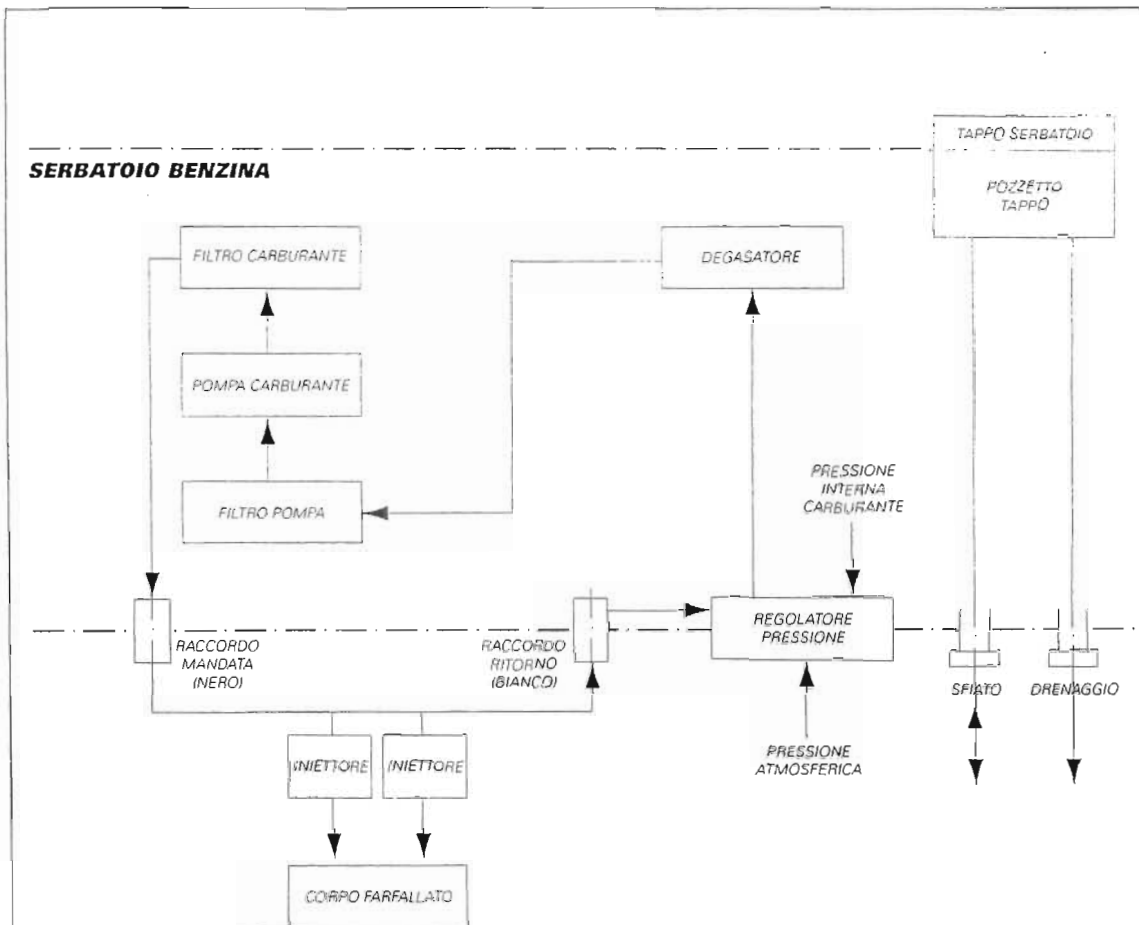 TAPPO SERBATOIO
SERBATOIO BENZINA
POZZETTO
TAPPO
FILTRO CARBURANTE
DEGASATORE
POMPA CARBURANTE
PRESSIONE
INTERNA
CARBURANTE
FILTRO POMPA
REGOLATORE
PRESSIONE
RACCORDO
MANDATA
(NERO)
RACCORDO
RITORNO
(BIANCO)
SFIATO
DRENAGGIO
INIETTORE
INIETTORE
PRESSIONE
ATMOSFERICA
CORPO FARFALLATO